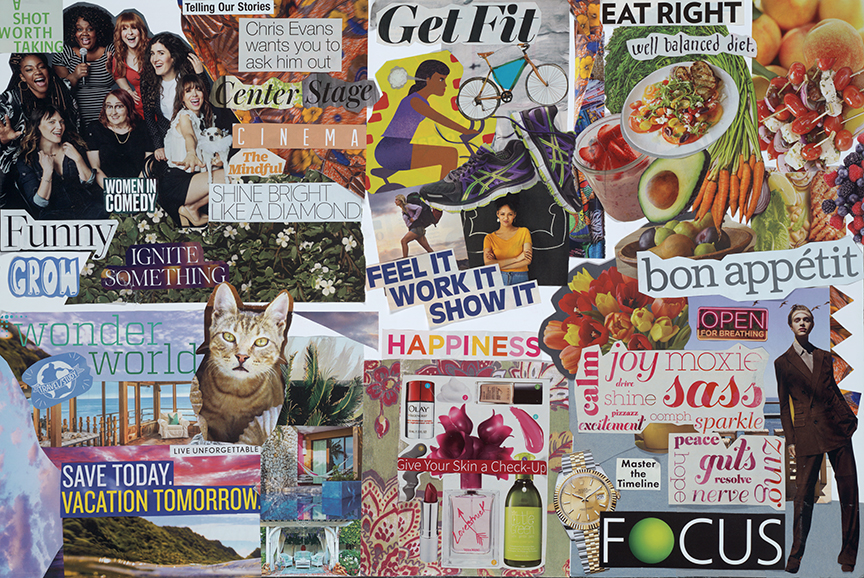 A
SHOT
WORTH
TAKING
Telling Our Stories
Chris Evans
wants you to
ask him out
Center Stage
CINEMA
The
Mindful
SHINE BRIGHT
LIKE A DIAMOND
WOMEN IN
COMEDY
Funny
GROW
IGNITE
SOMETHING
Get Fit
FEEL IT
WORK IT
SHOW IT
EAT RIGHT
well balanced diet.
bon appétit
wonder
world
LIVE UNFORGETTABLE
SAVE TODAY.
VACATION TOMORROW
HAPPINESS
OLAY
Give Your Skin a Check-Up
OPEN
FOR BREATHING
calm
joy moxie
drive
shine sass
pizzazz
excitement oomph sparkle
peace
hope
guts
resolve
nerve
zing
Master
the
Timeline
FOCUS